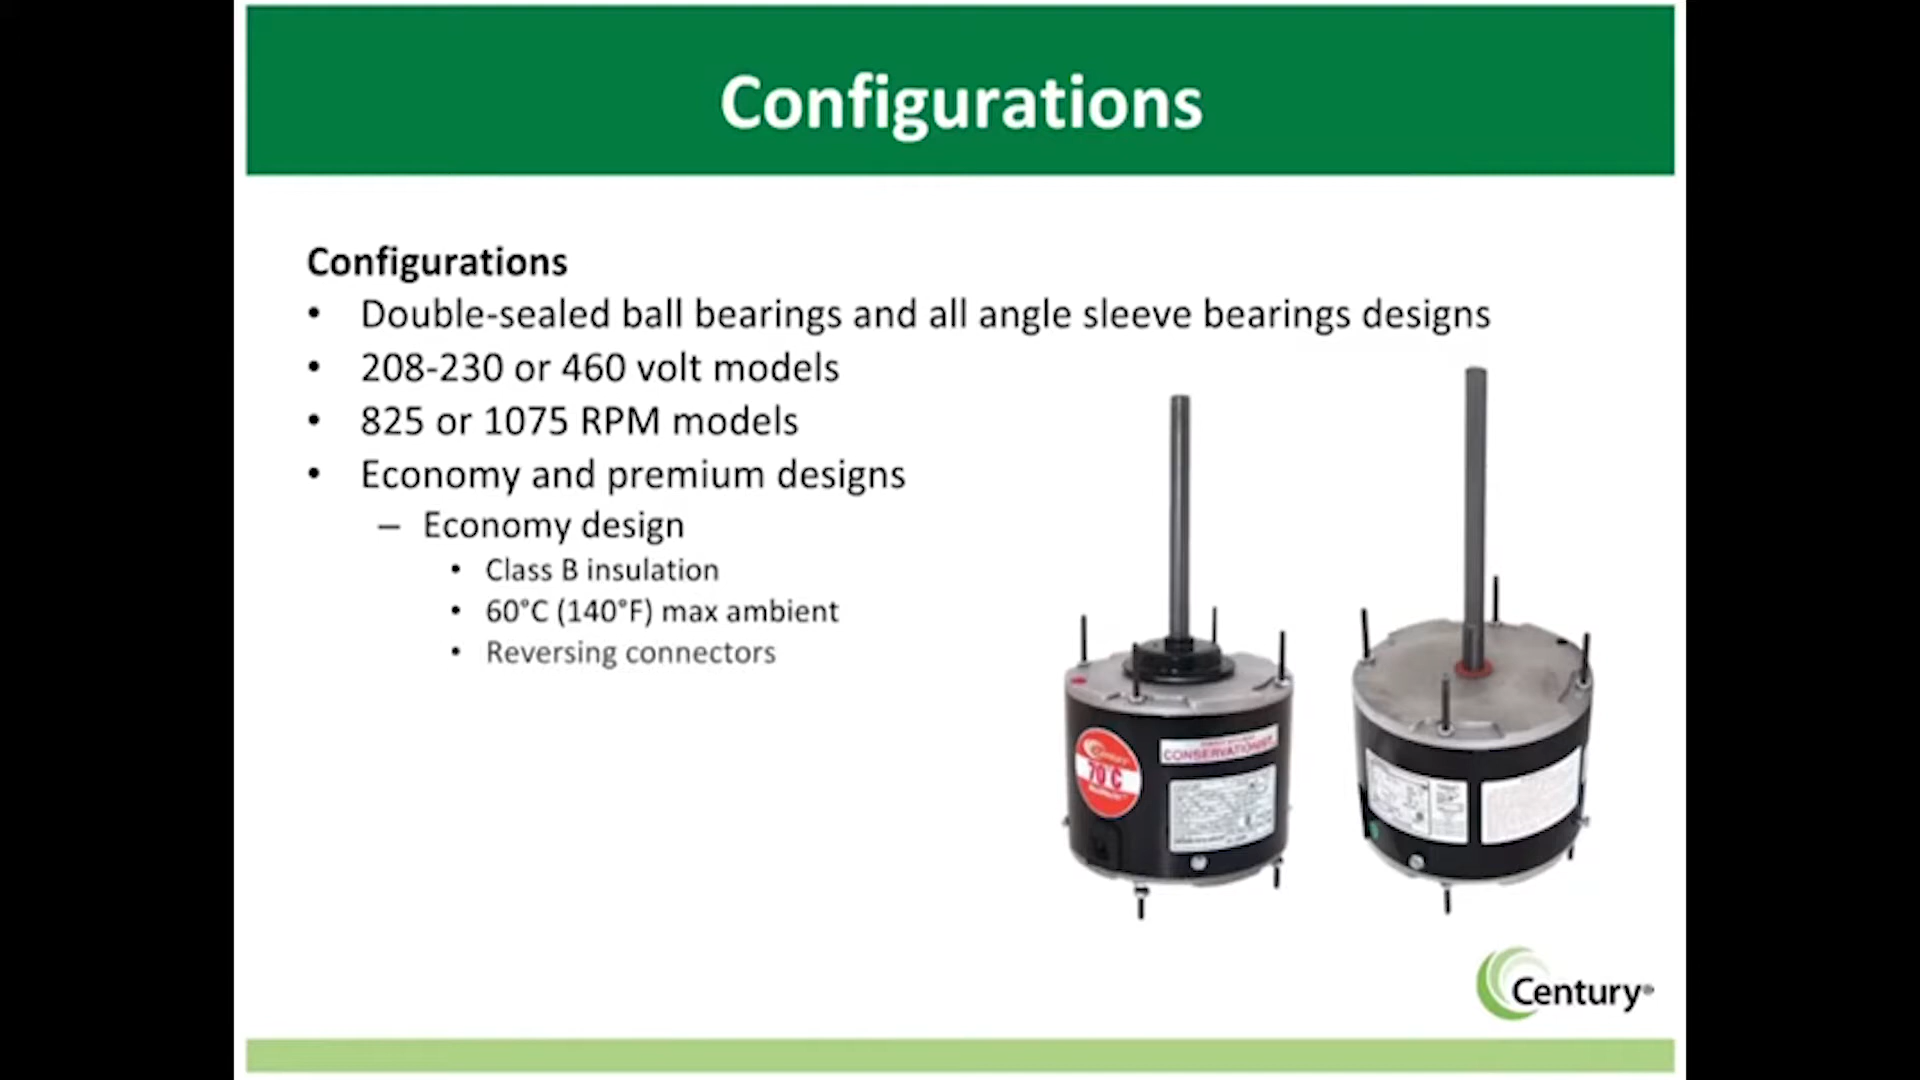 Configurations
Configurations
• Double-sealed ball bearings and all angle sleeve bearings designs
• 208-230 or 460 volt models
• 825 or 1075 RPM models
• Economy and premium designs
– Economy design
• Class B insulation
• 60°C (140°F) max ambient
• Reversing connectors
Century
70°C
CONSERVATIONIST
Century®